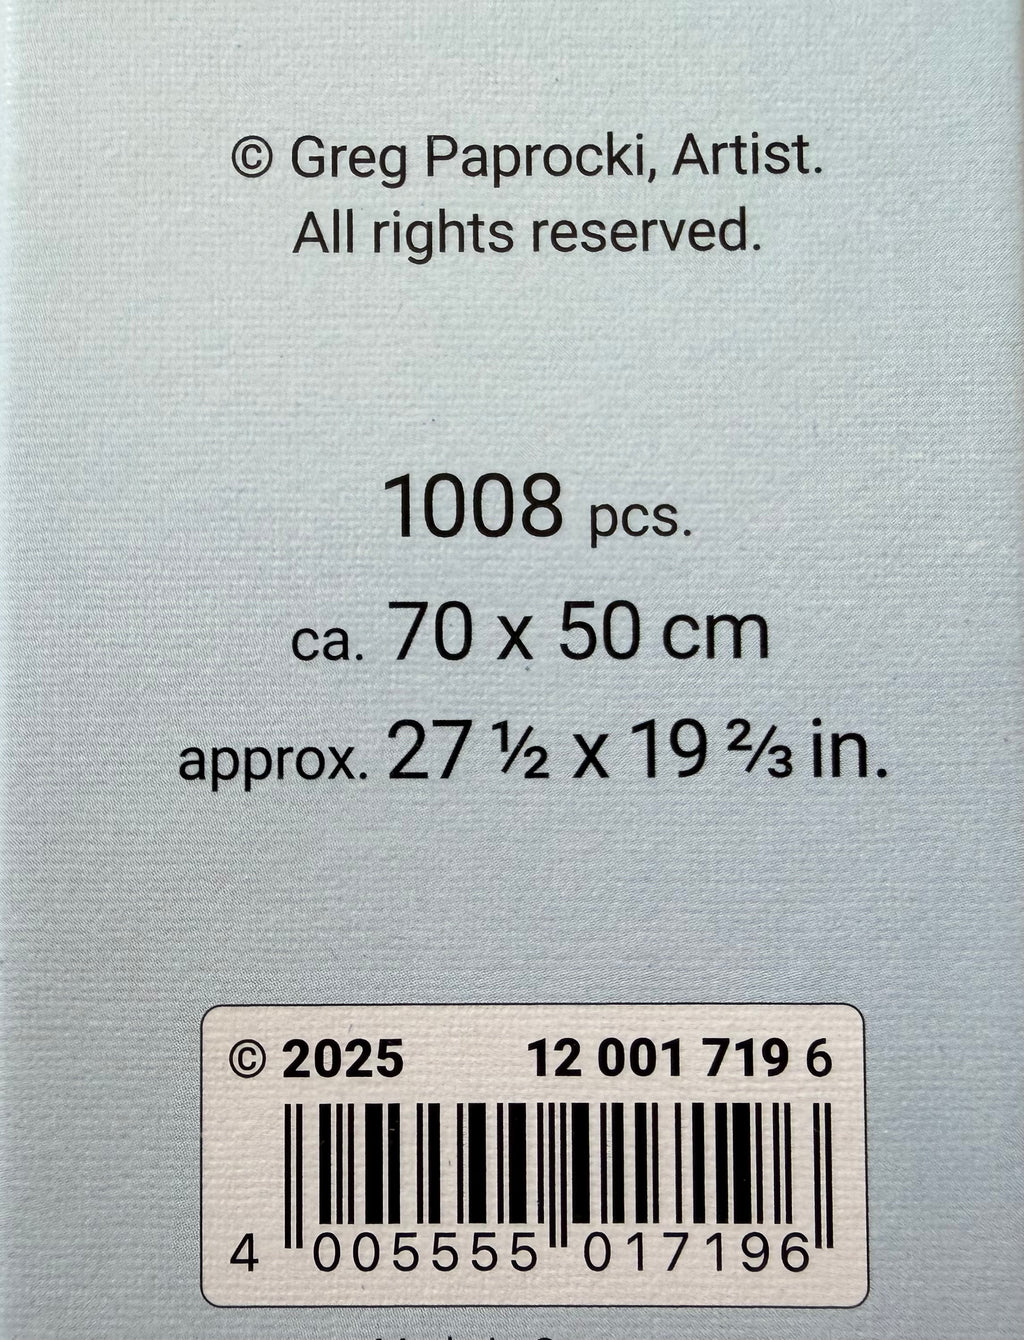 © Greg Paprocki, Artist.
All rights reserved.
1008 pcs.
ca. 70 x 50 cm
approx. 27 ½ x 19 ⅔ in.
© 2025 12 001 719 6
4 005555 017196